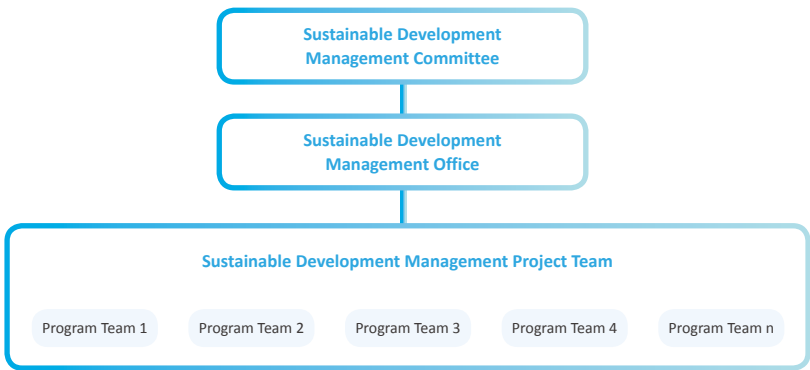 Sustainable Development
Management Committee
Sustainable Development
Management Office
Sustainable Development Management Project Team
Program Team 1
Program Team 2
Program Team 3
Program Team 4
Program Team n